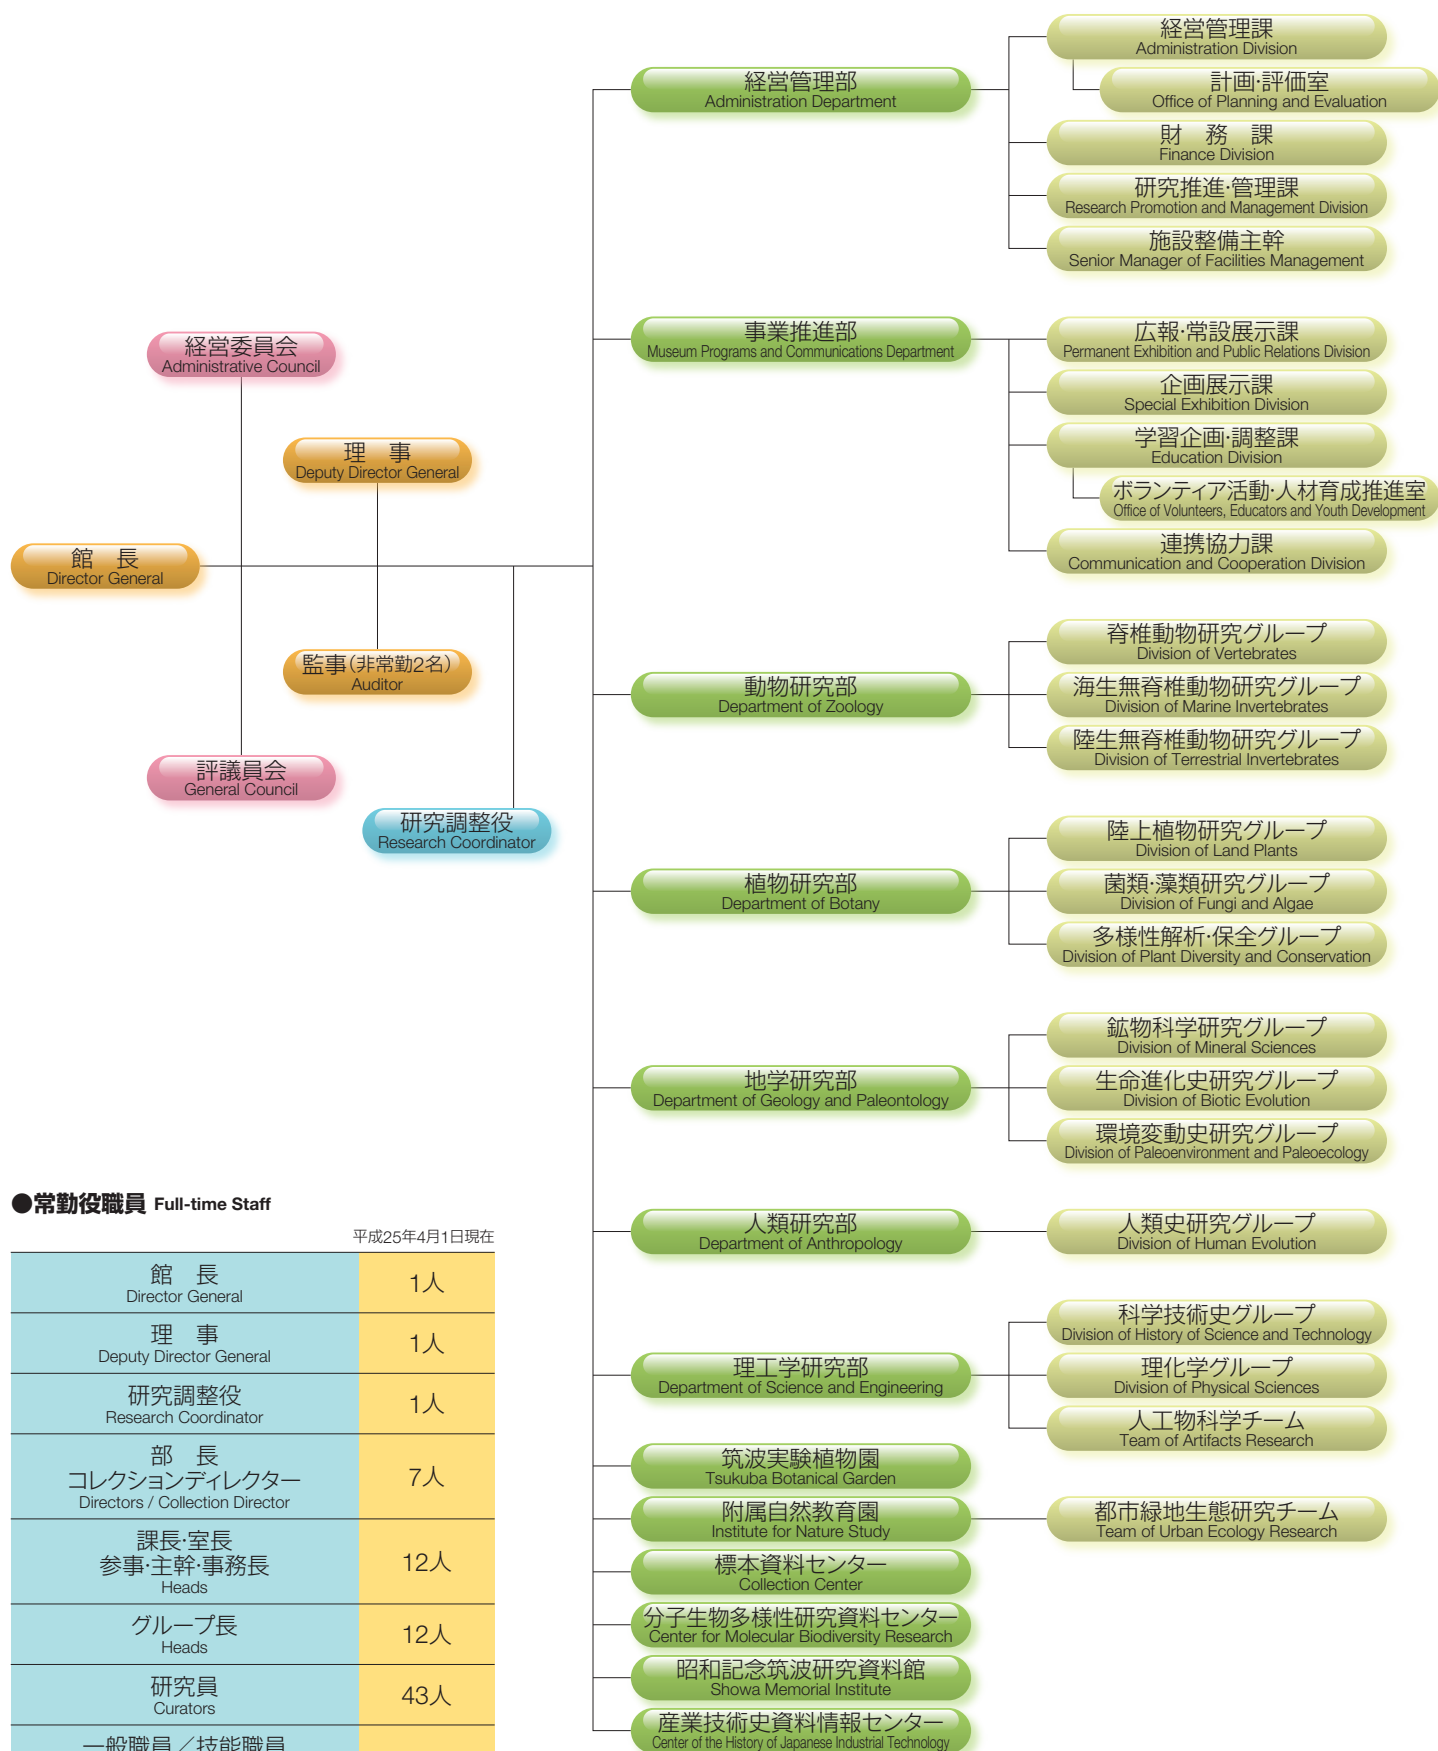 経営管理課
Administration Division
計画·評価室
Office of Planning and Evaluation
経営管理部
Administration Department
財　務　課
Finance Division
研究推進·管理課
Research Promotion and Management Division
施設整備主幹
Senior Manager of Facilities Management
事業推進部
Museum Programs and Communications Department
広報·常設展示課
Permanent Exhibition and Public Relations Division
企画展示課
Special Exhibition Division
学習企画·調整課
Education Division
ボランティア活動·人材育成推進室
Office of Volunteers, Educators and Youth Development
連携協力課
Communication and Cooperation Division
経営委員会
Administrative Council
理　事
Deputy Director General
館　長
Director General
監事（非常勤2名）
Auditor
評議員会
General Council
研究調整役
Research Coordinator
動物研究部
Department of Zoology
脊椎動物研究グループ
Division of Vertebrates
海生無脊椎動物研究グループ
Division of Marine Invertebrates
陸生無脊椎動物研究グループ
Division of Terrestrial Invertebrates
植物研究部
Department of Botany
陸上植物研究グループ
Division of Land Plants
菌類·藻類研究グループ
Division of Fungi and Algae
多様性解析·保全グループ
Division of Plant Diversity and Conservation
地学研究部
Department of Geology and Paleontology
鉱物科学研究グループ
Division of Mineral Sciences
生命進化史研究グループ
Division of Biotic Evolution
環境変動史研究グループ
Division of Paleoenvironment and Paleoecology
人類研究部
Department of Anthropology
人類史研究グループ
Division of Human Evolution
理工学研究部
Department of Science and Engineering
科学技術史グループ
Division of History of Science and Technology
理化学グループ
Division of Physical Sciences
人工物科学チーム
Team of Artifacts Research
筑波実験植物園
Tsukuba Botanical Garden
附属自然教育園
Institute for Nature Study
都市緑地生態研究チーム
Team of Urban Ecology Research
標本資料センター
Collection Center
分子生物多様性研究資料センター
Center for Molecular Biodiversity Research
昭和記念筑波研究資料館
Showa Memorial Institute
産業技術史資料情報センター
Center of the History of Japanese Industrial Technology
●常勤役職員 Full-time Staff
平成25年4月1日現在
館　長
Director General
1人
理　事
Deputy Director General
1人
研究調整役
Research Coordinator
1人
部　長
コレクションディレクター
Directors / Collection Director
7人
課長·室長
参事·主幹·事務長
Heads
12人
グループ長
Heads
12人
研究員
Curators
43人
一般職員／技能職員